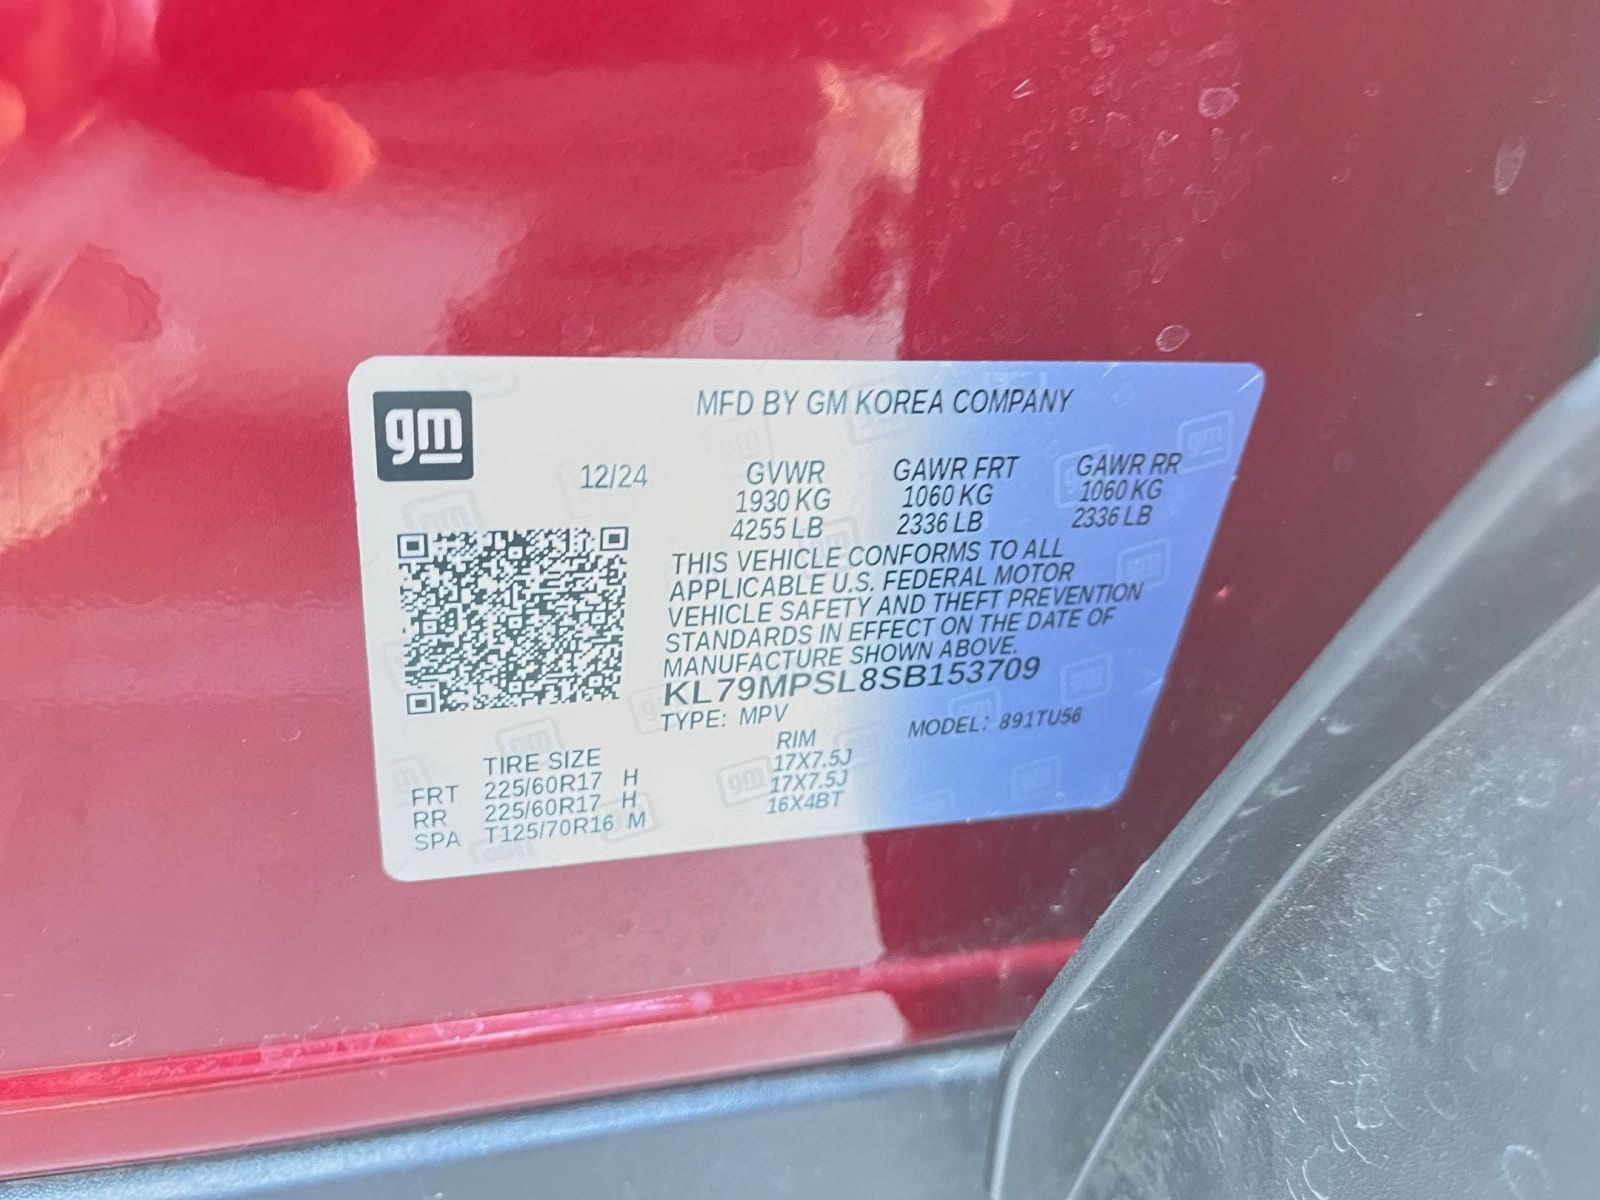 gm
MFD BY GM KOREA COMPANY
12/24 GVWR GAWR FRT GAWR RR
1930 KG 1060 KG 1060 KG
4255 LB 2336 LB 2336 LB
THIS VEHICLE CONFORMS TO ALL
APPLICABLE U.S. FEDERAL MOTOR
VEHICLE SAFETY AND THEFT PREVENTION
STANDARDS IN EFFECT ON THE DATE OF
MANUFACTURE SHOWN ABOVE.
KL79MPSL8SB153709
TYPE: MPV MODEL: 891TU56
TIRE SIZE RIM
FRT 225/60R17 H 17X7.5J
RR 225/60R17 H 17X7.5J
SPA T125/70R16 M 16X4BT